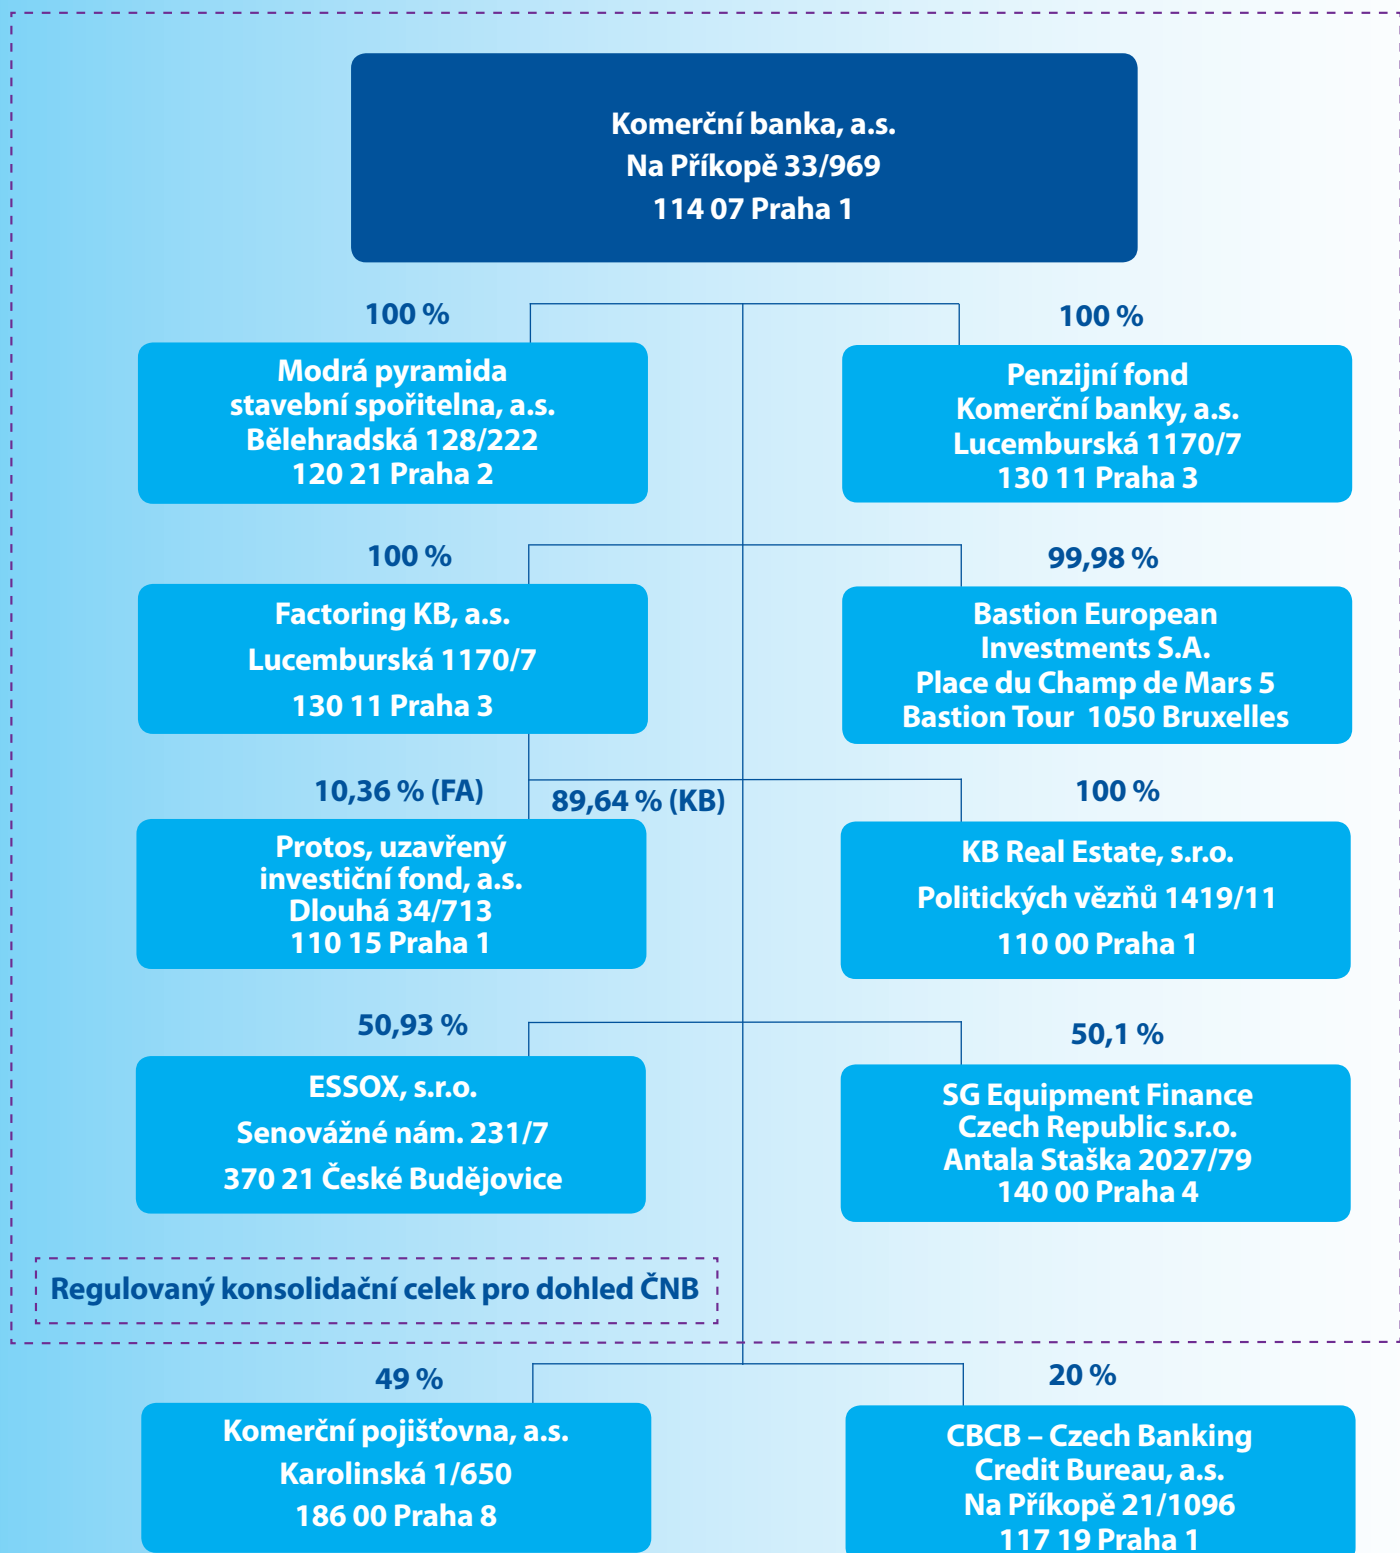 Komerční banka, a.s.
Na Příkopě 33/969
114 07 Praha 1
100 %
Modrá pyramida
stavební spořitelna, a.s.
Bělehradská 128/222
120 21 Praha 2
100 %
Penzijní fond
Komerční banky, a.s.
Lucemburská 1170/7
130 11 Praha 3
100 %
Factoring KB, a.s.
Lucemburská 1170/7
130 11 Praha 3
99,98 %
Bastion European
Investments S.A.
Place du Champ de Mars 5
Bastion Tour 1050 Bruxelles
10,36 % (FA)
89,64 % (KB)
Protos, uzavřený
investiční fond, a.s.
Dlouhá 34/713
110 15 Praha 1
100 %
KB Real Estate, s.r.o.
Politických vězňů 1419/11
110 00 Praha 1
50,93 %
ESSOX, s.r.o.
Senovážné nám. 231/7
370 21 České Budějovice
50,1 %
SG Equipment Finance
Czech Republic s.r.o.
Antala Staška 2027/79
140 00 Praha 4
Regulovaný konsolidační celek pro dohled ČNB
49 %
Komerční pojišťovna, a.s.
Karolinská 1/650
186 00 Praha 8
20 %
CBCB – Czech Banking
Credit Bureau, a.s.
Na Příkopě 21/1096
117 19 Praha 1